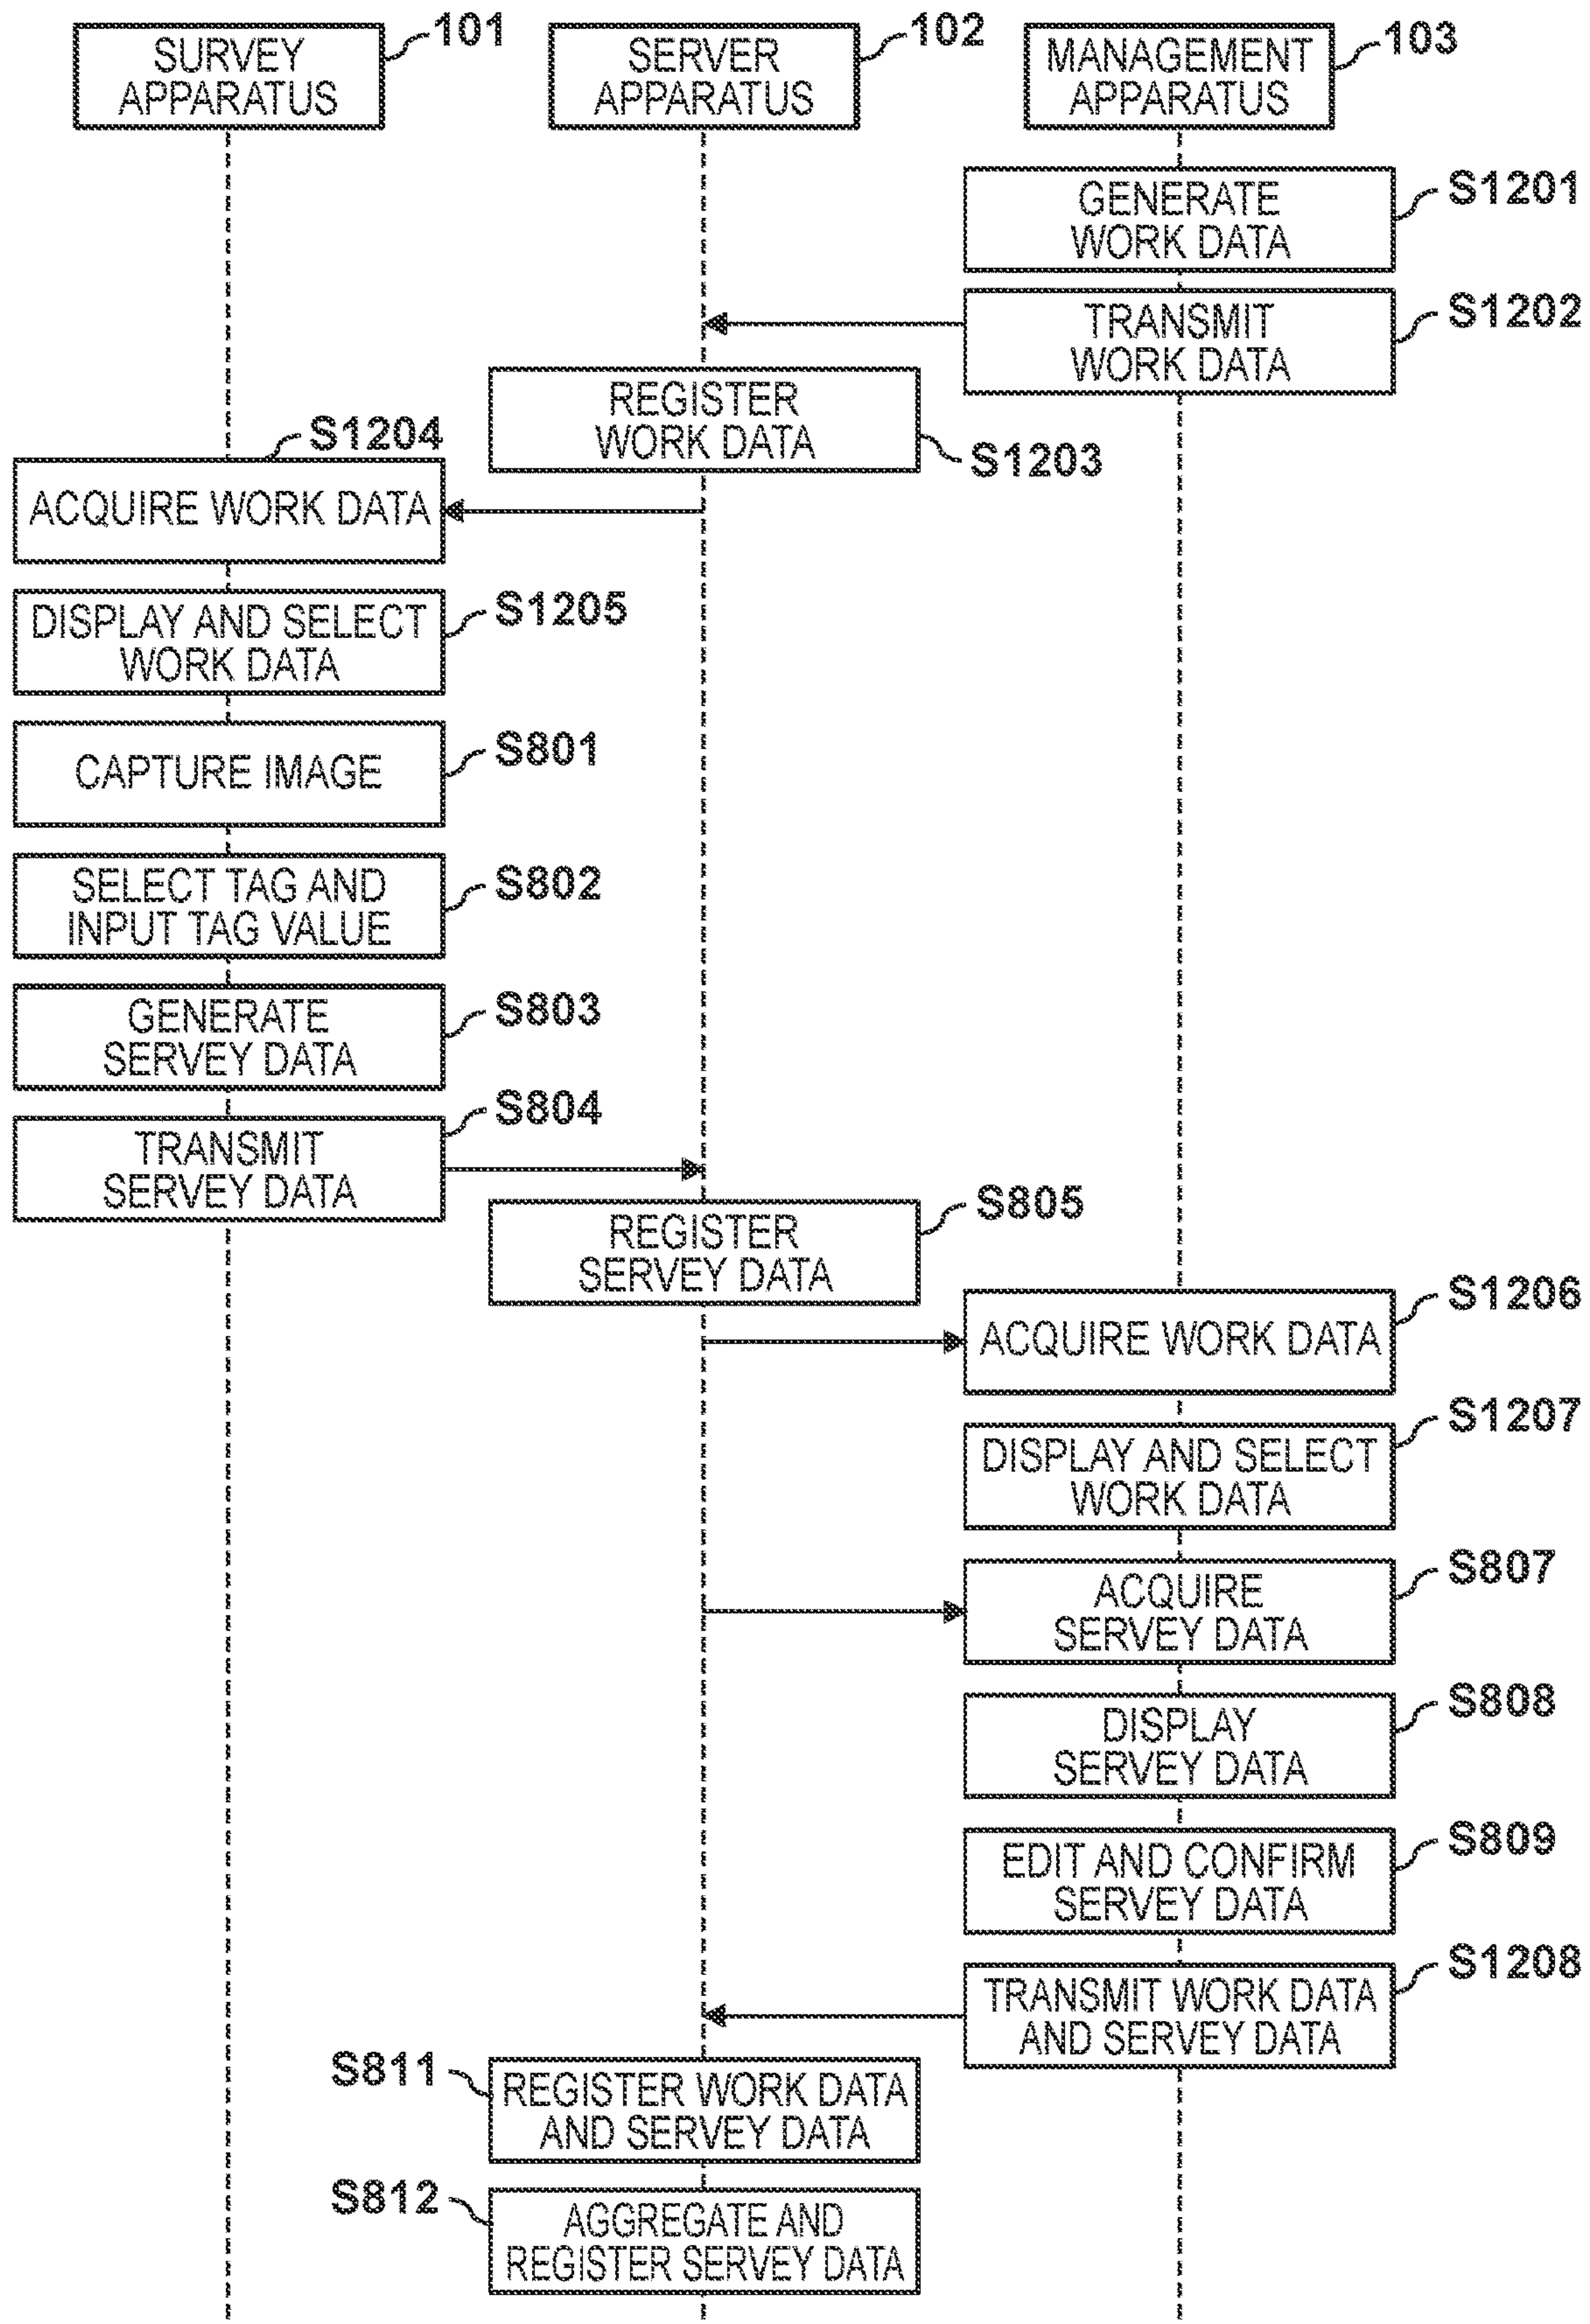 SURVEY
APPARATUS
101
SERVER
APPARATUS
102
MANAGEMENT
APPARATUS
103
GENERATE
WORK DATA
S1201
TRANSMIT
WORK DATA
S1202
REGISTER
WORK DATA
S1203
S1204
ACQUIRE WORK DATA
DISPLAY AND SELECT
WORK DATA
S1205
CAPTURE IMAGE
S801
SELECT TAG AND
INPUT TAG VALUE
S802
GENERATE
SERVEY DATA
S803
TRANSMIT
SERVEY DATA
S804
REGISTER
SERVEY DATA
S805
ACQUIRE WORK DATA
S1206
DISPLAY AND SELECT
WORK DATA
S1207
ACQUIRE
SERVEY DATA
S807
DISPLAY
SERVEY DATA
S808
EDIT AND CONFIRM
SERVEY DATA
S809
TRANSMIT WORK DATA
AND SERVEY DATA
S1208
S811
REGISTER WORK DATA
AND SERVEY DATA
S812
AGGREGATE AND
REGISTER SERVEY DATA